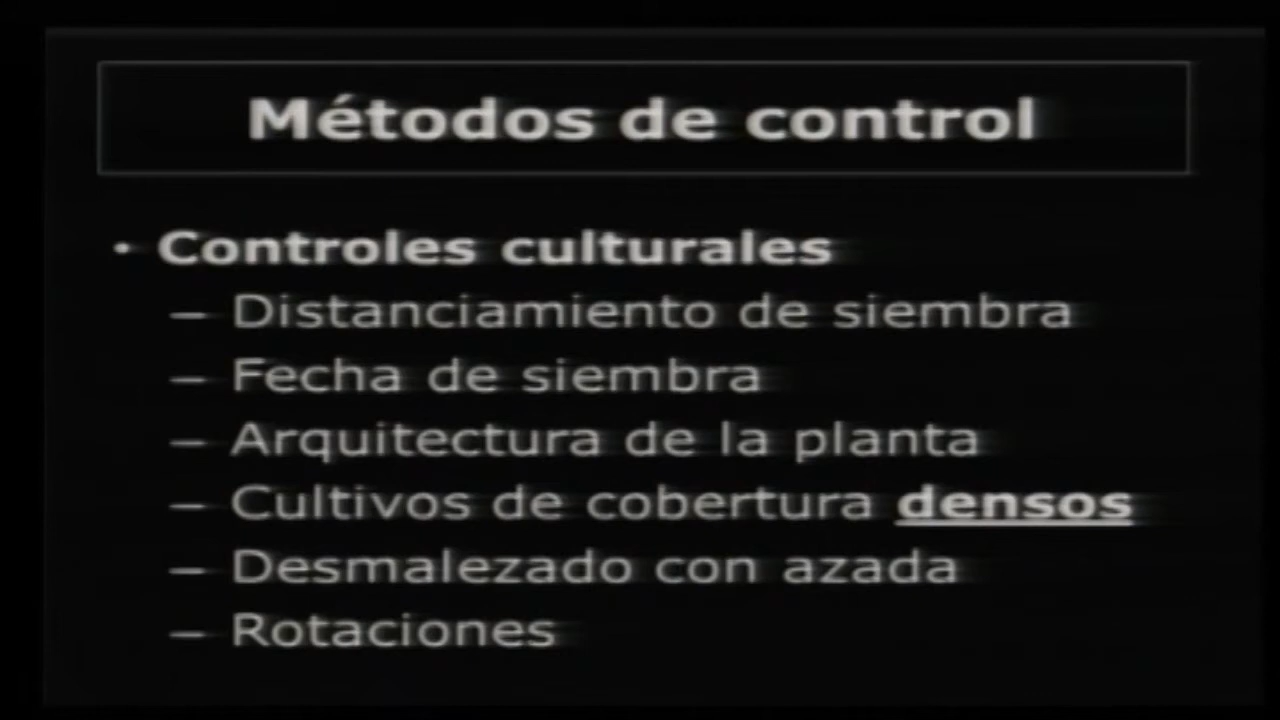 Métodos de control
• Controles culturales
– Distanciamiento de siembra
– Fecha de siembra
– Arquitectura de la planta
– Cultivos de cobertura densos
– Desmalezado con azada
– Rotaciones